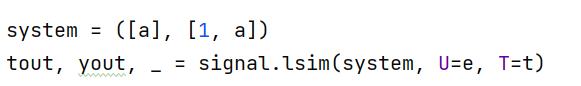 system = ([a], [1, a])
tout, yout, _ = signal.lsim(system, U=e, T=t)